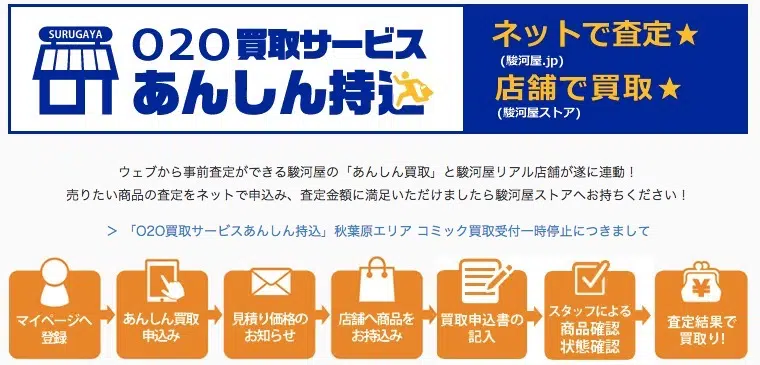 SURUGAYA
O2O買取サービス
あんしん持込
ネットで査定★
(駿河屋.jp)
店舗で買取★
(駿河屋ストア)
ウェブから事前査定ができる駿河屋の「あんしん買取」と駿河屋リアル店舗が遂に連動！
売りたい商品の査定をネットで申込み、査定金額に満足いただけましたら駿河屋ストアへお持ちください！
＞ 「O2O買取サービスあんしん持込」秋葉原エリア コミック買取受付一時停止につきまして
マイページへ
登録
あんしん買取
申込み
見積り価格の
お知らせ
店舗へ商品を
お持込み
買取申込書の
記入
スタッフによる
商品確認
状態確認
¥
査定結果で
買取り!